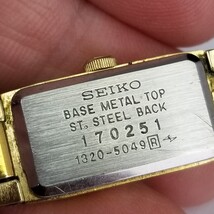 SEIKO
BASE METAL TOP
ST. STEEL BACK
170251
1320-5049 R